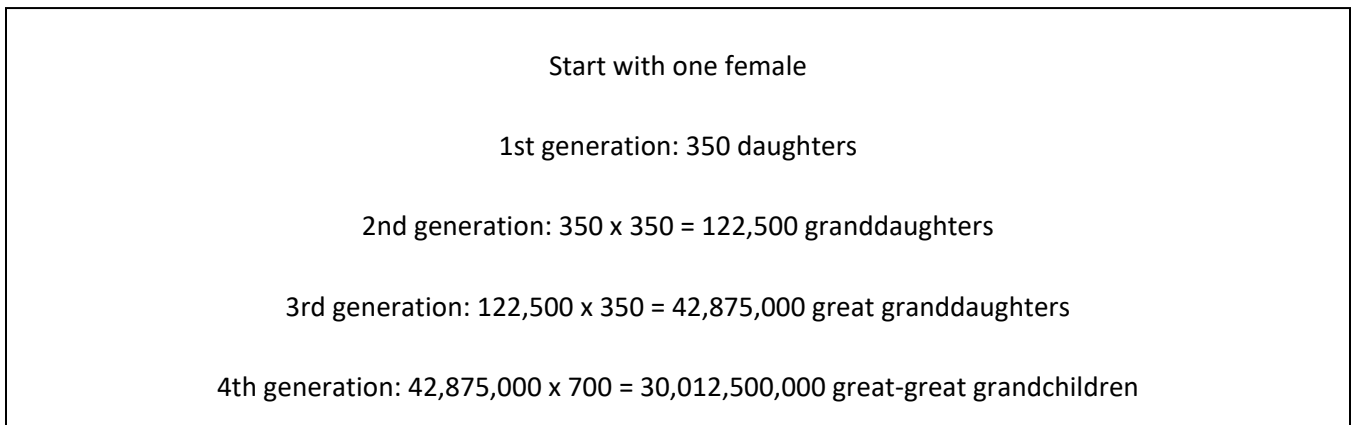 Start with one female
1st generation: 350 daughters
2nd generation: 350 x 350 = 122,500 granddaughters
3rd generation: 122,500 x 350 = 42,875,000 great granddaughters
4th generation: 42,875,000 x 700 = 30,012,500,000 great-great grandchildren